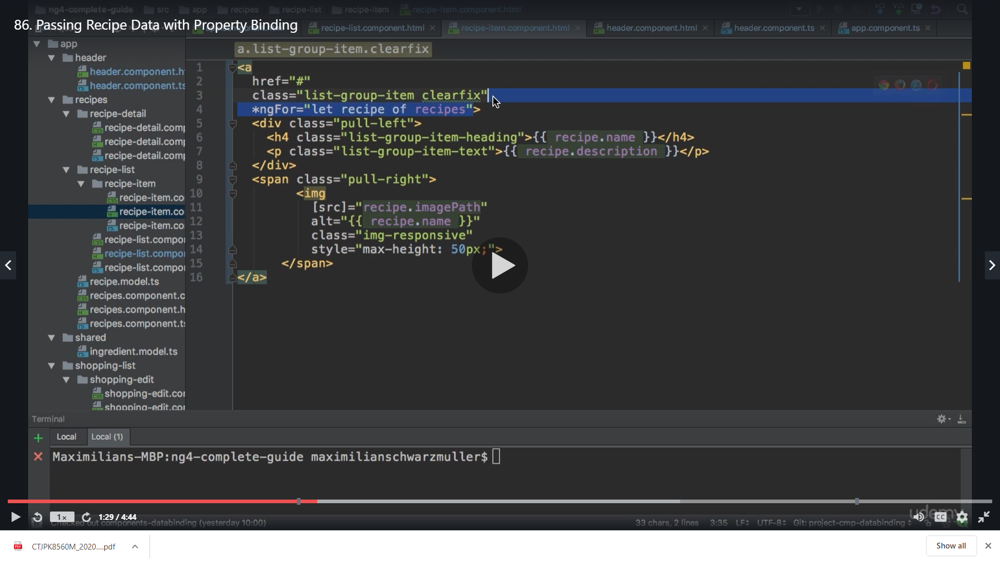 ng4-complete-guide src app recipes recipe-list recipe-item recipe-item.component.html
86. Passing Recipe Data with Property Binding
recipe-list.component.html recipe-item.component.html header.component.html header.component.ts app.component.ts
app
header
header.component.h
header.component.ts
recipes
recipe-detail
recipe-detail.comp
recipe-detail.comp
recipe-detail.comp
recipe-list
recipe-item
recipe-item.co
recipe-item.co
recipe-item.co
recipe-list.compo
recipe-list.compo
recipe-list.compo
recipe.model.ts
recipes.component.c
recipes.component.h
recipes.component.ts
shared
ingredient.model.ts
shopping-list
shopping-edit
shopping-edit.co
shopping-edit.co
a.list-group-item.clearfix
1 <a
2 href="#"
3 class="list-group-item clearfix"
4 *ngFor="let recipe of recipes">
5 <div class="pull-left">
6 <h4 class="list-group-item-heading">{{ recipe.name }}</h4>
7 <p class="list-group-item-text">{{ recipe.description }}</p>
8 </div>
9 <span class="pull-right">
10 <img
11 [src]="recipe.imagePath"
12 alt="{{ recipe.name }}"
13 class="img-responsive"
14 style="max-height: 50px;">
15 </span>
16 </a>
Terminal
Local Local (1)
Maximilians-MBP:ng4-complete-guide maximilianschwarzmuller$
1x 1:29 / 4:44
Checked out components-databinding (yesterday 10:00) 33 chars, 2 lines 3:35 LF UTF-8 Git: project-cmp-databinding
udemy
CC
CTJPK8560M_2020....pdf
Show all